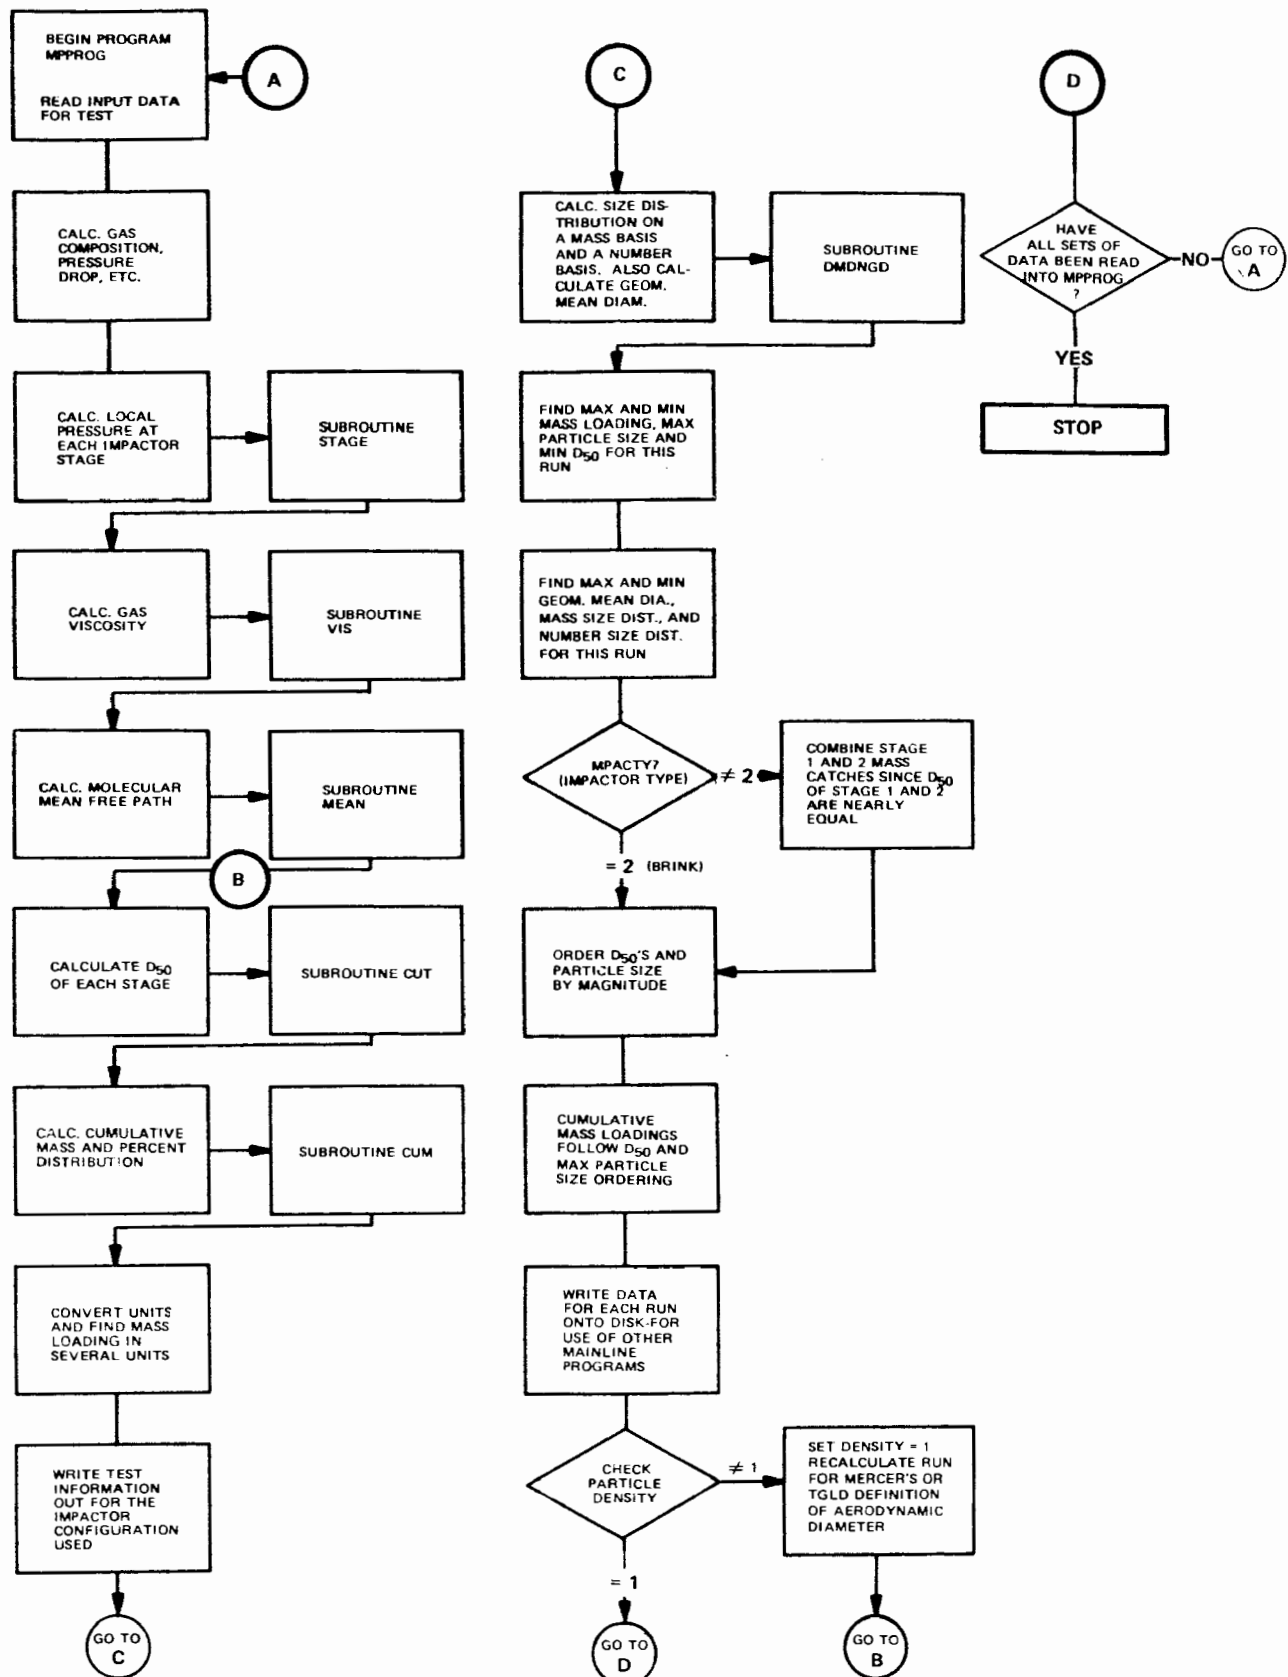 BEGIN PROGRAM
MPPROG
READ INPUT DATA
FOR TEST
A
CALC. GAS
COMPOSITION,
PRESSURE
DROP, ETC.
CALC. LOCAL
PRESSURE AT
EACH IMPACTOR
STAGE
SUBROUTINE
STAGE
CALC. GAS
VISCOSITY
SUBROUTINE
VIS
CALC. MOLECULAR
MEAN FREE PATH
SUBROUTINE
MEAN
B
CALCULATE D50
OF EACH STAGE
SUBROUTINE CUT
CALC. CUMULATIVE
MASS AND PERCENT
DISTRIBUTION
SUBROUTINE CUM
CONVERT UNITS
AND FIND MASS
LOADING IN
SEVERAL UNITS
WRITE TEST
INFORMATION
OUT FOR THE
IMPACTOR
CONFIGURATION
USED
GO TO
C
C
CALC. SIZE DIS-
TRIBUTION ON
A MASS BASIS
AND A NUMBER
BASIS. ALSO CAL-
CULATE GEOM.
MEAN DIAM.
SUBROUTINE
DMDNGD
FIND MAX AND MIN
MASS LOADING, MAX
PARTICLE SIZE AND
MIN D50 FOR THIS
RUN
FIND MAX AND MIN
GEOM. MEAN DIA.,
MASS SIZE DIST., AND
NUMBER SIZE DIST.
FOR THIS RUN
MPACTY?
(IMPACTOR TYPE)
≠ 2
COMBINE STAGE
1 AND 2 MASS
CATCHES SINCE D50
OF STAGE 1 AND 2
ARE NEARLY
EQUAL
= 2 (BRINK)
ORDER D50'S AND
PARTICLE SIZE
BY MAGNITUDE
CUMULATIVE
MASS LOADINGS
FOLLOW D50 AND
MAX PARTICLE
SIZE ORDERING
WRITE DATA
FOR EACH RUN
ONTO DISK-FOR
USE OF OTHER
MAINLINE
PROGRAMS
CHECK
PARTICLE
DENSITY
≠ 1
SET DENSITY = 1
RECALCULATE RUN
FOR MERCER'S OR
TGLD DEFINITION
OF AERODYNAMIC
DIAMETER
= 1
GO TO
D
GO TO
B
D
HAVE
ALL SETS OF
DATA BEEN READ
INTO MPPROG
?
NO
GO TO
A
YES
STOP